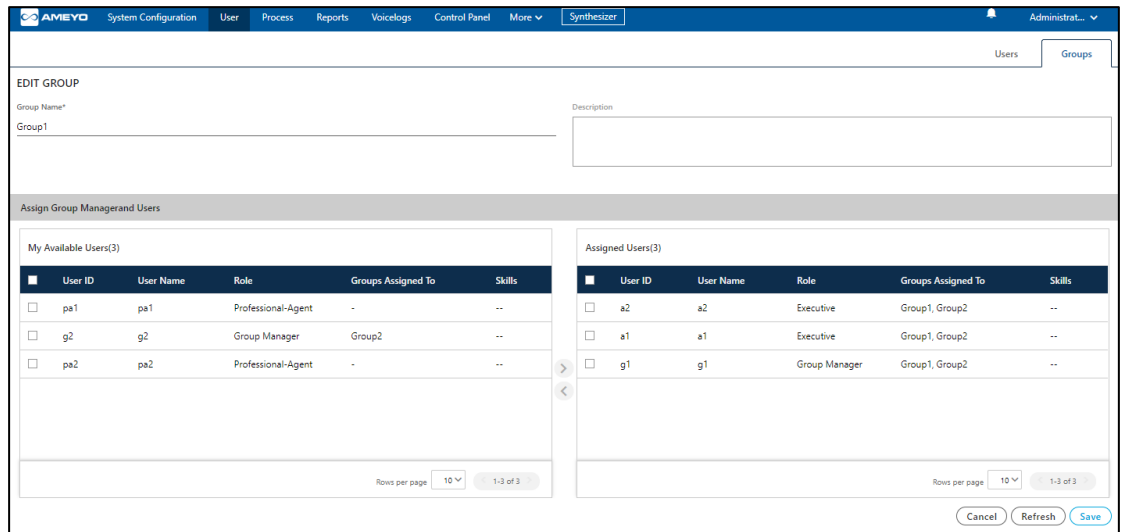 AMEYO System Configuration User Process Reports Voicelogs Control Panel More Synthesizer Administrat...
Users Groups
EDIT GROUP
Group Name* Description
Group1
Assign Group Managerand Users
My Available Users(3) Assigned Users(3)
User ID User Name Role Groups Assigned To Skills User ID User Name Role Groups Assigned To Skills
pa1 pa1 Professional-Agent - -- a2 a2 Executive Group1, Group2 --
g2 g2 Group Manager Group2 -- a1 a1 Executive Group1, Group2 --
pa2 pa2 Professional-Agent - -- g1 g1 Group Manager Group1, Group2 --
Rows per page 10 1-3 of 3 Rows per page 10 1-3 of 3
Cancel Refresh Save